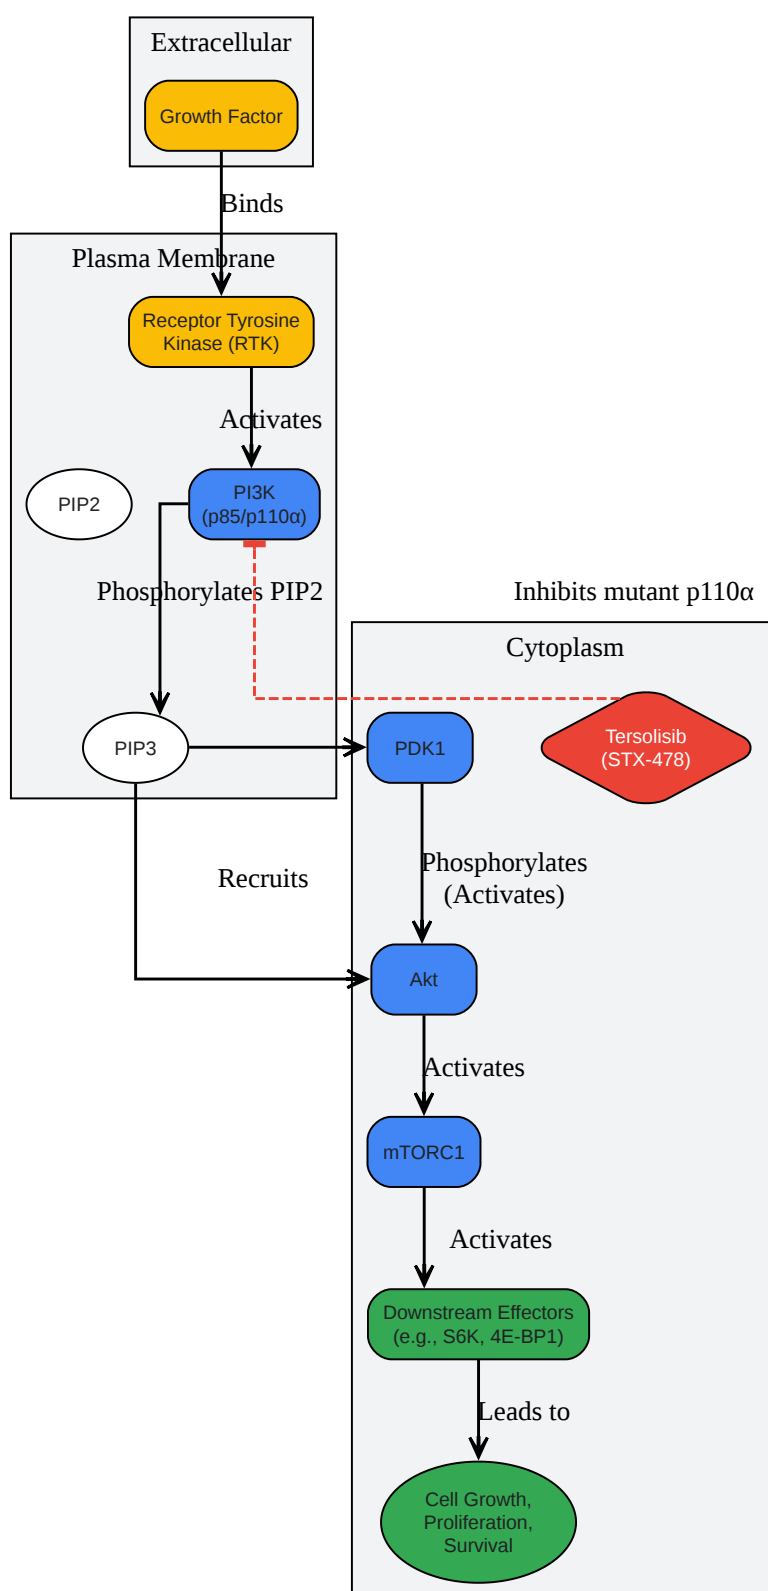 Extracellular
Growth Factor
Binds
Plasma Membrane
Receptor Tyrosine
Kinase (RTK)
Activates
PIP2
PI3K
(p85/p110α)
Phosphorylates PIP2
Inhibits mutant p110α
Cytoplasm
PIP3
PDK1
Tersolisib
(STX-478)
Recruits
Phosphorylates
(Activates)
Akt
Activates
mTORC1
Activates
Downstream Effectors
(e.g., S6K, 4E-BP1)
Leads to
Cell Growth,
Proliferation,
Survival